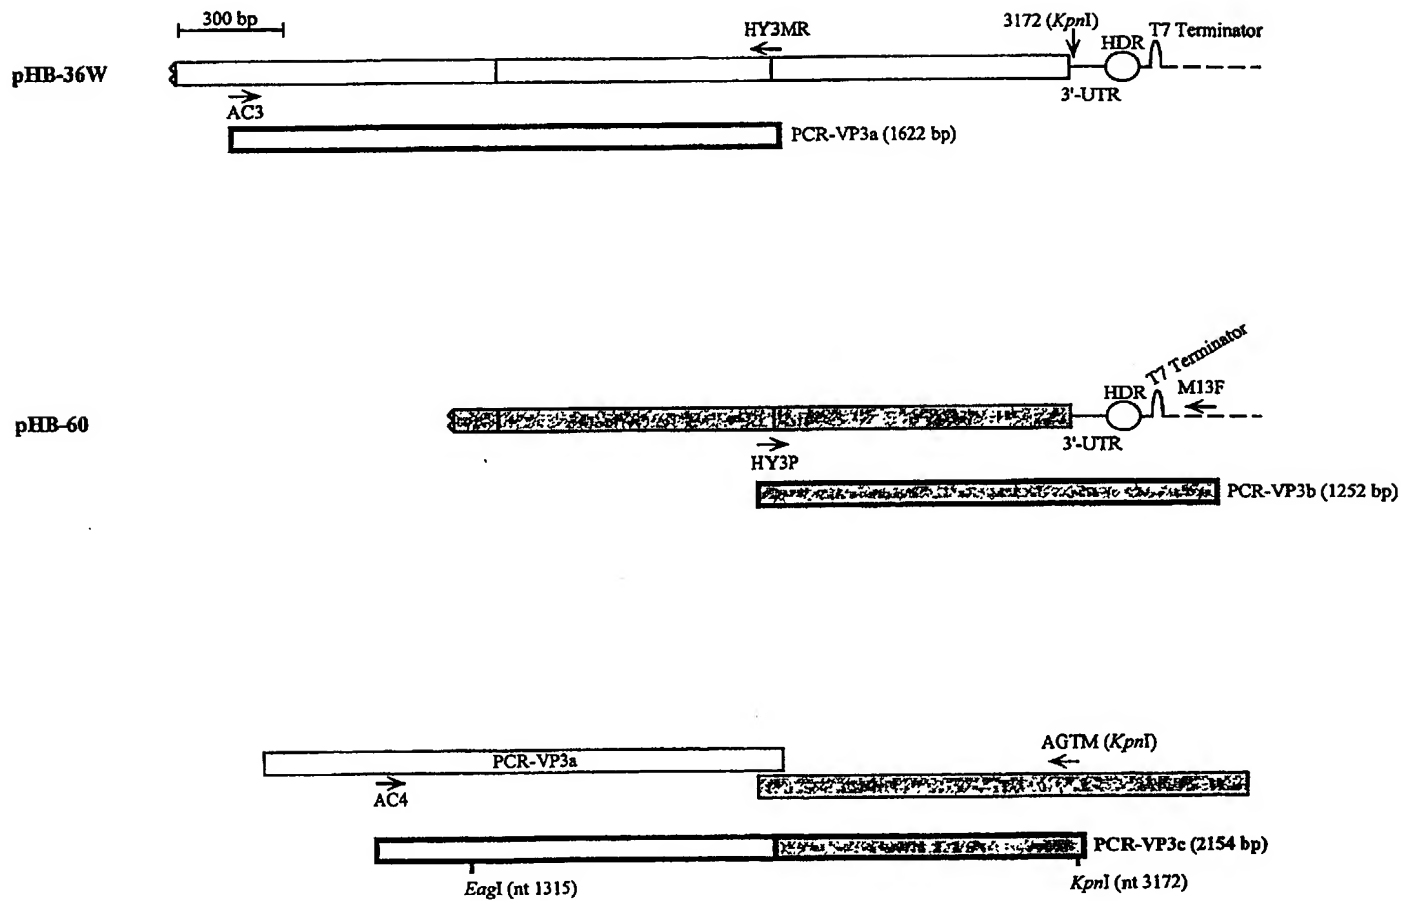 300 bp
3172 (KpnI)
T7 Terminator
HY3MR
HDR
pHB-36W
3'-UTR
AC3
PCR-VP3a (1622 bp)
T7 Terminator
M13F
HDR
pHB-60
3'-UTR
HY3P
PCR-VP3b (1252 bp)
AGTM (KpnI)
PCR-VP3a
AC4
PCR-VP3c (2154 bp)
EagI (nt 1315)
KpnI (nt 3172)